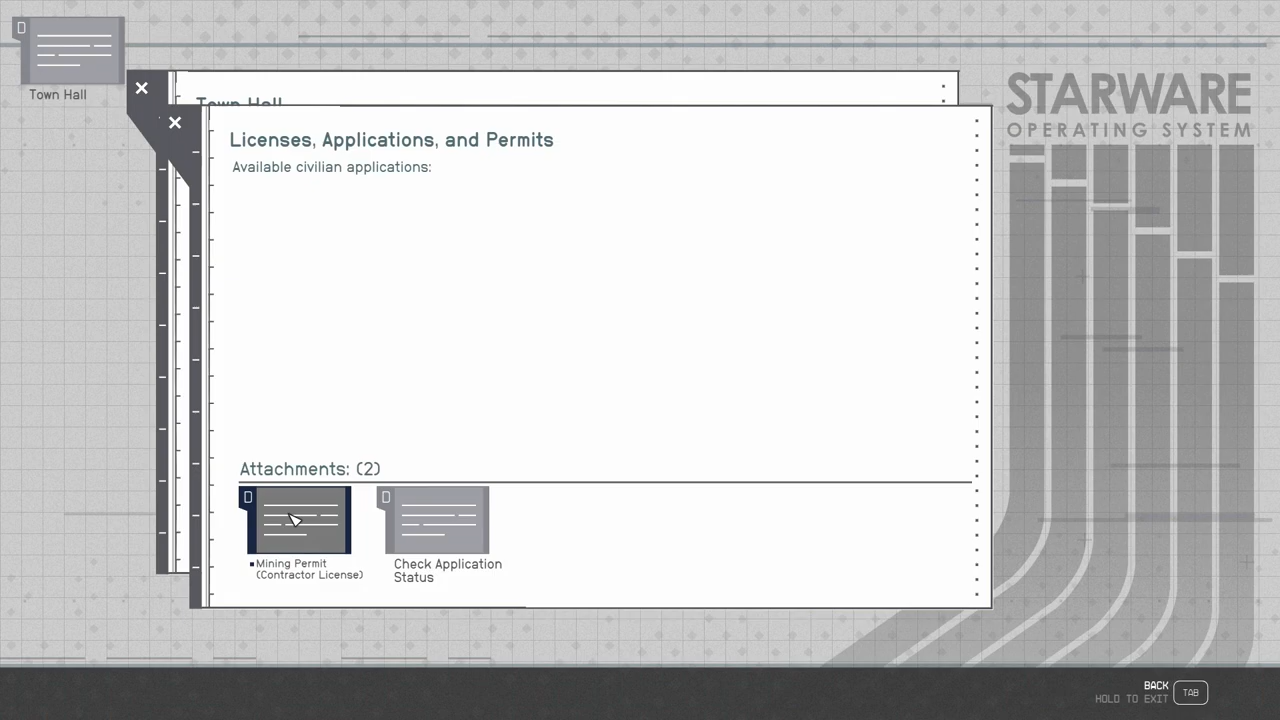 D
Town Hall
STARWARE
OPERATING SYSTEM
Town Hall
Licenses, Applications, and Permits
Available civilian applications:
Attachments: (2)
D
D
Mining Permit
(Contractor License)
Check Application
Status
BACK
HOLD TO EXIT
TAB